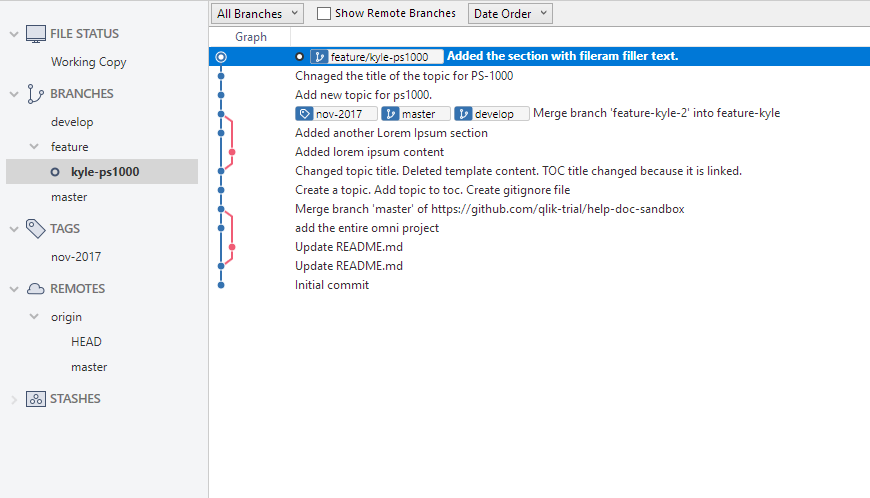 All Branches Show Remote Branches Date Order
FILE STATUS
Working Copy
BRANCHES
develop
feature
kyle-ps1000
master
TAGS
nov-2017
REMOTES
origin
HEAD
master
STASHES
Graph
feature/kyle-ps1000 Added the section with fileram filler text.
Chnaged the title of the topic for PS-1000
Add new topic for ps1000.
nov-2017 master develop Merge branch 'feature-kyle-2' into feature-kyle
Added another Lorem Ipsum section
Added lorem ipsum content
Changed topic title. Deleted template content. TOC title changed because it is linked.
Create a topic. Add topic to toc. Create gitignore file
Merge branch 'master' of https://github.com/qlik-trial/help-doc-sandbox
add the entire omni project
Update README.md
Update README.md
Initial commit